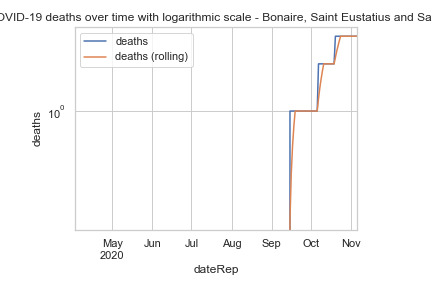 OVID-19 deaths over time with logarithmic scale - Bonaire, Saint Eustatius and Sa
deaths
deaths (rolling)
10⁰
deaths
May
2020
Jun
Jul
Aug
Sep
Oct
Nov
dateRep